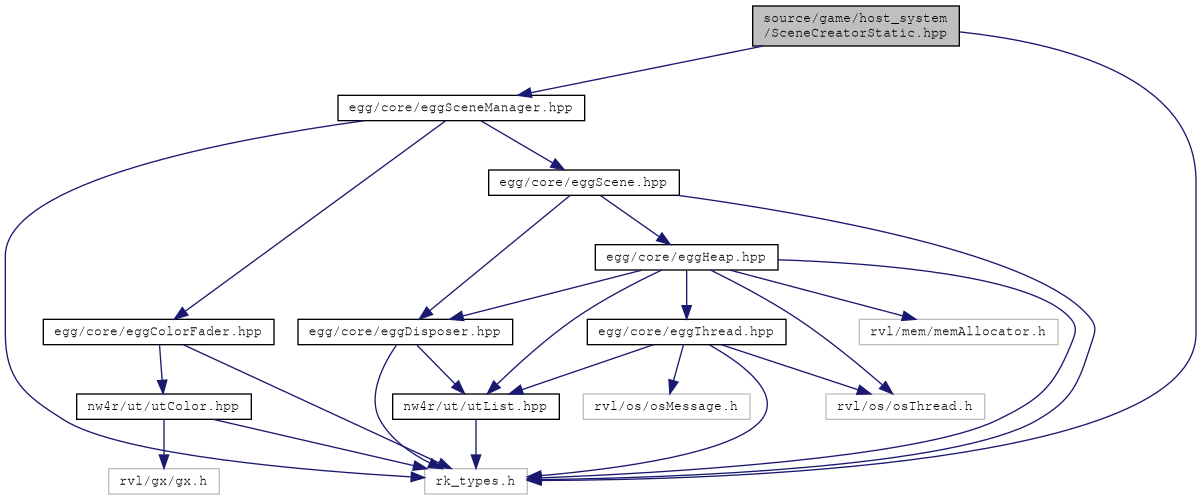 source/game/host_system
/SceneCreatorStatic.hpp
egg/core/eggSceneManager.hpp
egg/core/eggScene.hpp
egg/core/eggHeap.hpp
egg/core/eggColorFader.hpp
egg/core/eggDisposer.hpp
egg/core/eggThread.hpp
rvl/mem/memAllocator.h
nw4r/ut/utColor.hpp
nw4r/ut/utList.hpp
rvl/os/osMessage.h
rvl/os/osThread.h
rvl/gx/gx.h
rk_types.h